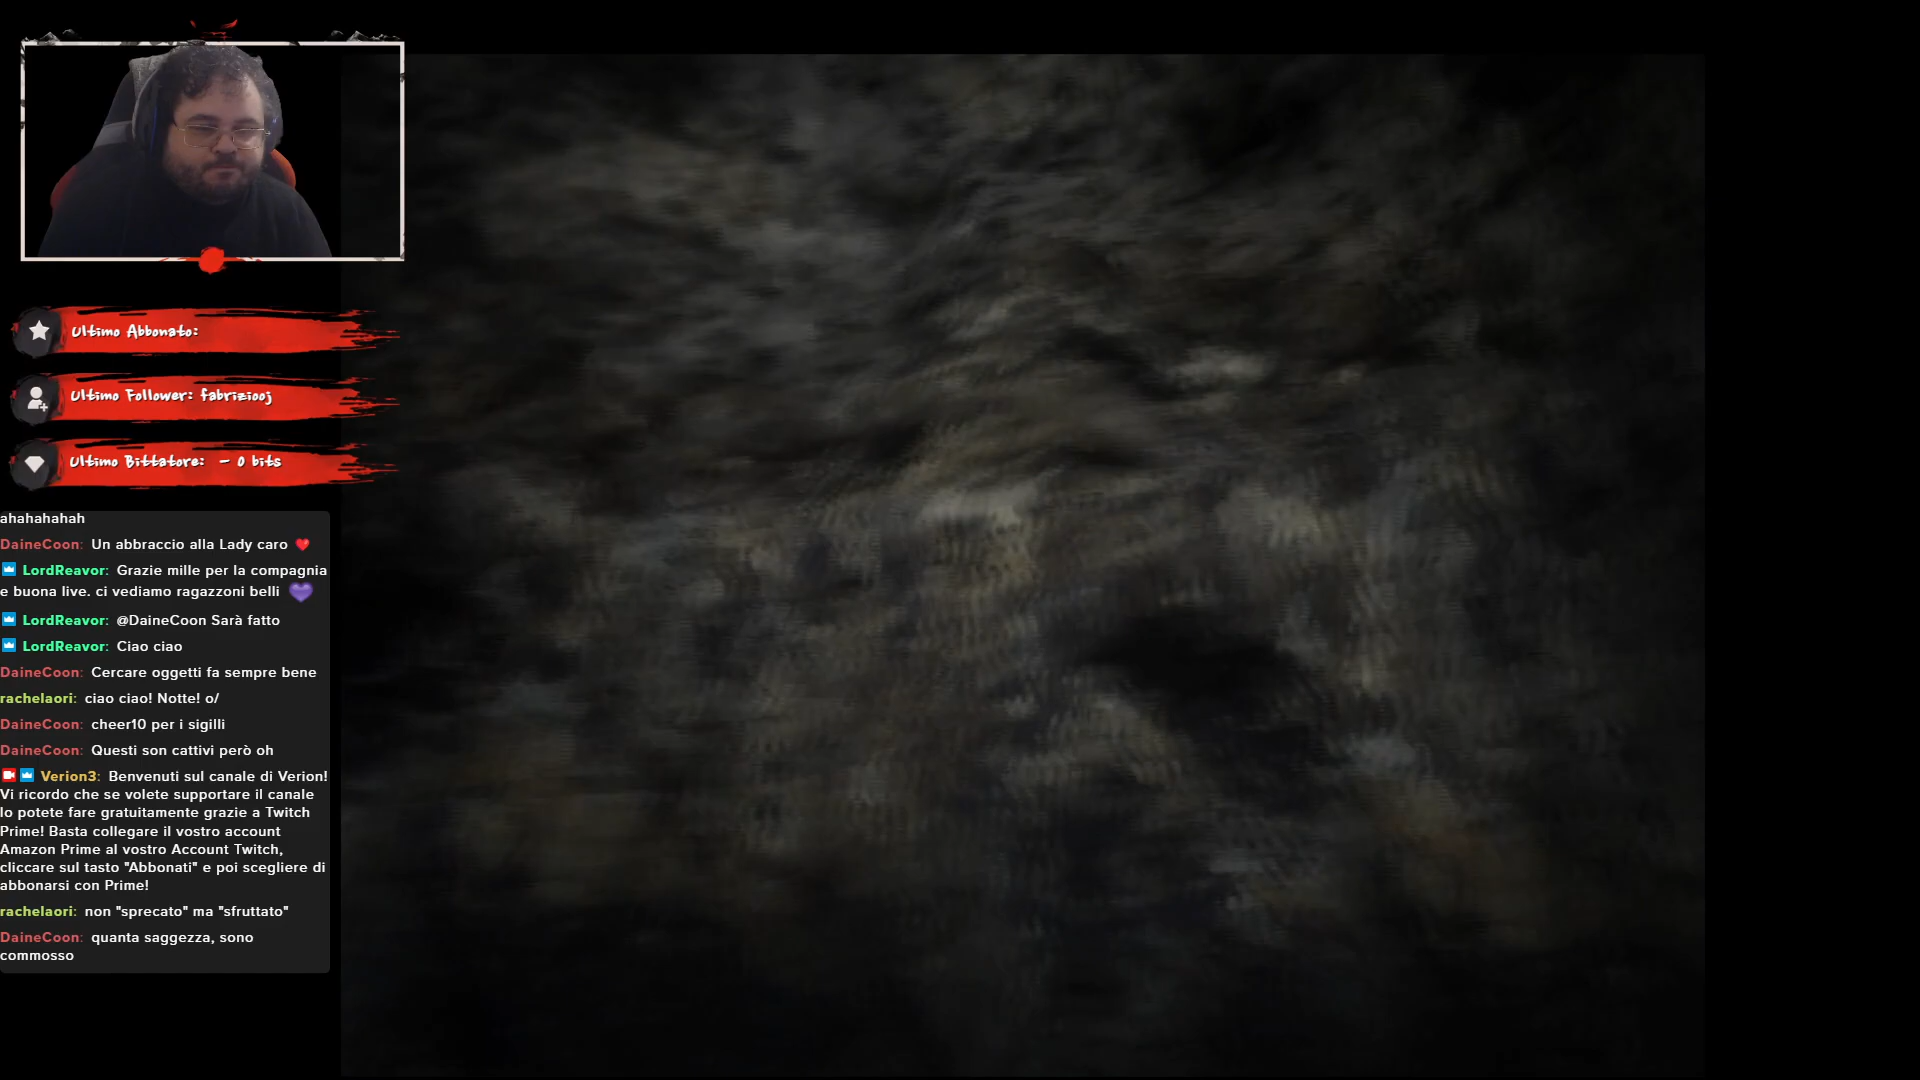 Ultimo Abbonato:
Ultimo Follower: fabriziooj
Ultimo Bittatore: - 0 bits
ahahahahah
DaineCoon: Un abbraccio alla Lady caro
LordReavor: Grazie mille per la compagnia
e buona live. ci vediamo ragazzoni belli
LordReavor: @DaineCoon Sarà fatto
LordReavor: Ciao ciao
DaineCoon: Cercare oggetti fa sempre bene
rachelaori: ciao ciao! Notte! o/
DaineCoon: cheer10 per i sigilli
DaineCoon: Questi son cattivi però oh
Verion3: Benvenuti sul canale di Verion!
Vi ricordo che se volete supportare il canale
lo potete fare gratuitamente grazie a Twitch
Prime! Basta collegare il vostro account
Amazon Prime al vostro Account Twitch,
cliccare sul tasto "Abbonati" e poi scegliere di
abbonarsi con Prime!
rachelaori: non "sprecato" ma "sfruttato"
DaineCoon: quanta saggezza, sono
commosso